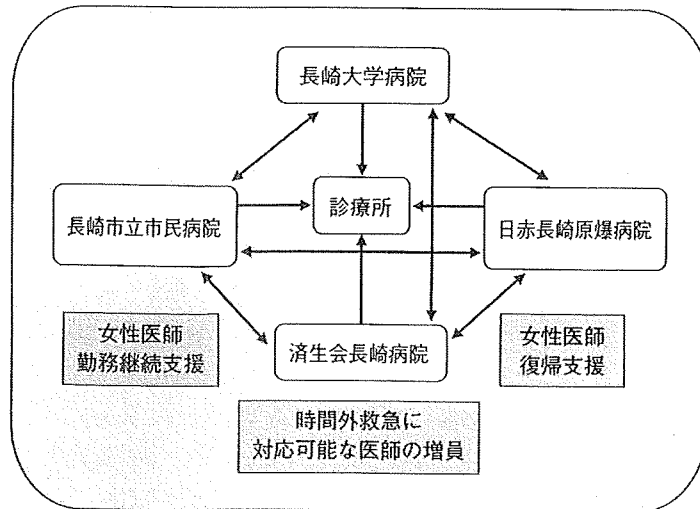 長崎大学病院
診療所
長崎市立市民病院
日赤長崎原爆病院
済生会長崎病院
女性医師
勤務継続支援
女性医師
復帰支援
時間外救急に
対応可能な医師の増員